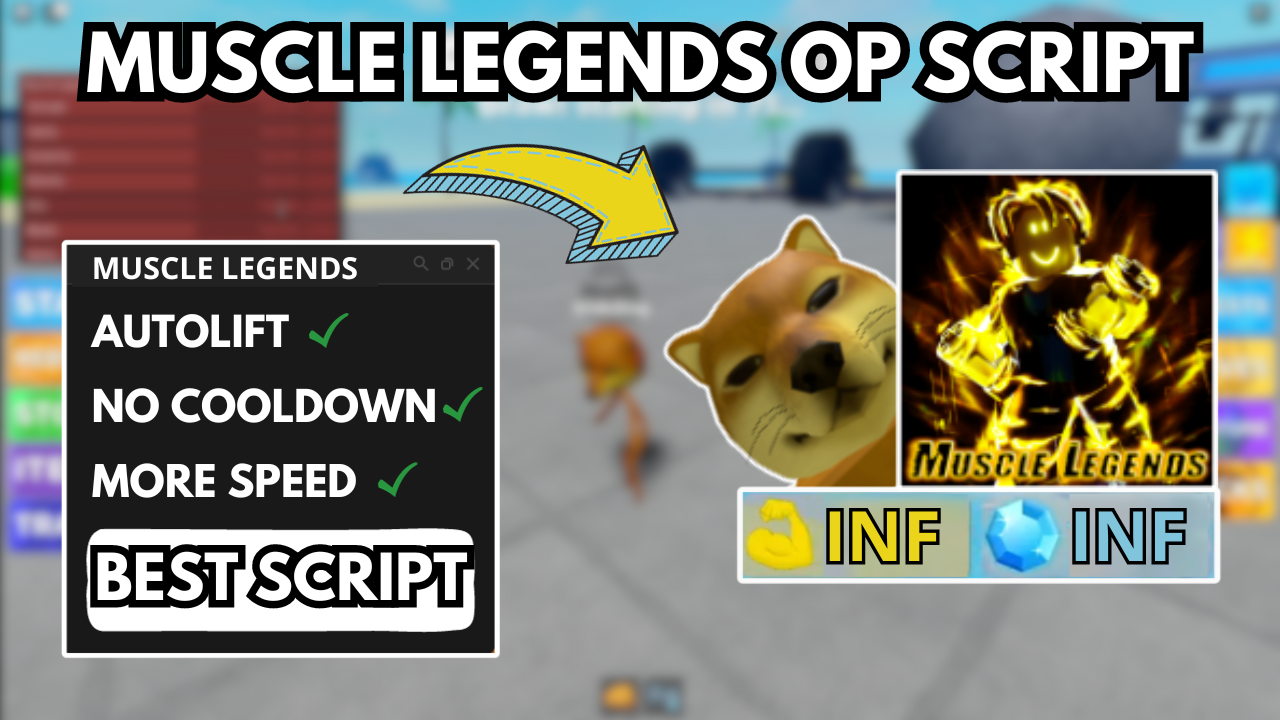 MUSCLE LEGENDS OP SCRIPT
MUSCLE LEGENDS
AUTOLIFT
NO COOLDOWN
MORE SPEED
BEST SCRIPT
MUSCLE LEGENDS
INF INF